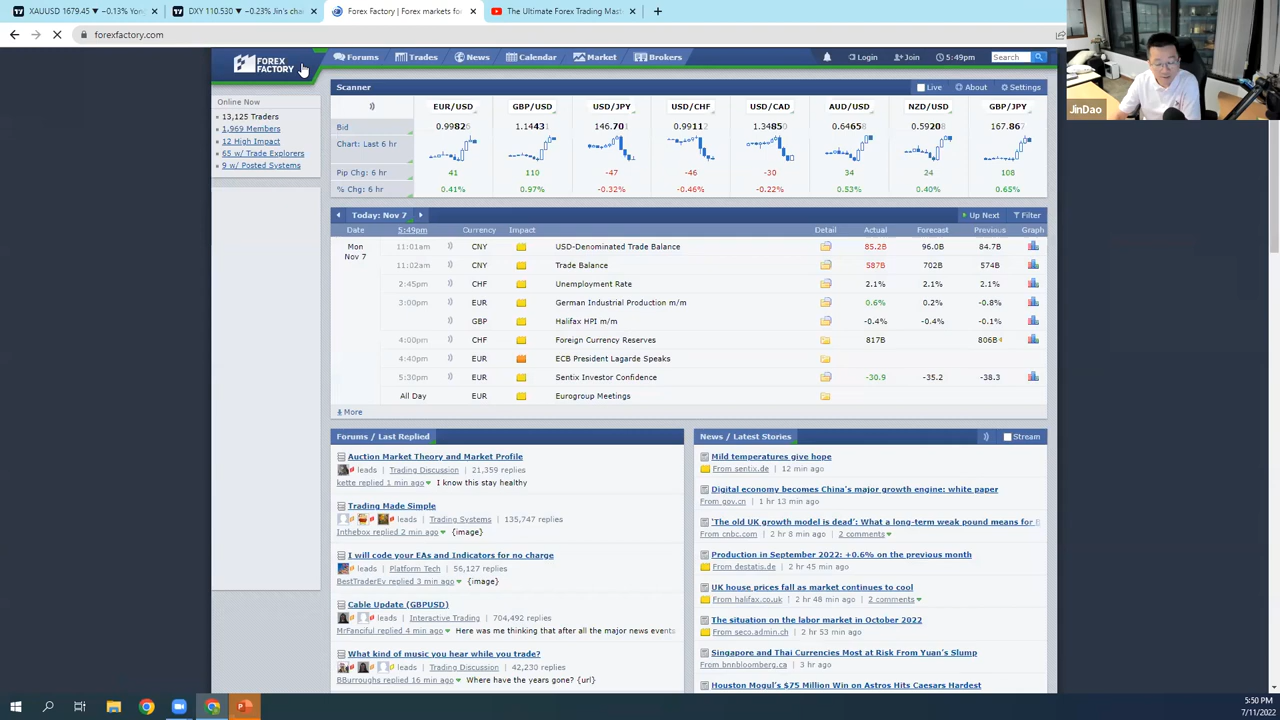 XAUUSD 1679.45 ▼ −0.13% Yong
DXY 110.530 ▼ −0.23% Jin's cha
Forex Factory | Forex markets fo
The Ultimate Forex Trading Mast
forexfactory.com
FOREX FACTORY
Forums Trades News Calendar Market Brokers
Login Join 5:49pm Search
JinDao
Online Now
13,125 Traders
1,969 Members
12 High Impact
65 w/ Trade Explorers
9 w/ Posted Systems
Scanner Live About Settings
EUR/USD GBP/USD USD/JPY USD/CHF USD/CAD AUD/USD NZD/USD GBP/JPY
Bid 0.99826 1.14431 146.701 0.99112 1.34850 0.64658 0.59208 167.867
Chart: Last 6 hr
Pip Chg: 6 hr 41 110 -47 -46 -30 34 24 108
% Chg: 6 hr 0.41% 0.97% -0.32% -0.46% -0.22% 0.53% 0.40% 0.65%
Today: Nov 7 Up Next Filter
Date 5:49pm Currency Impact Detail Actual Forecast Previous Graph
Mon Nov 7 11:01am CNY USD-Denominated Trade Balance 85.2B 96.0B 84.7B
11:02am CNY Trade Balance 587B 702B 574B
2:45pm CHF Unemployment Rate 2.1% 2.1% 2.1%
3:00pm EUR German Industrial Production m/m 0.6% 0.2% -0.8%
GBP Halifax HPI m/m -0.4% -0.4% -0.1%
4:00pm CHF Foreign Currency Reserves 817B 806B
4:40pm EUR ECB President Lagarde Speaks
5:30pm EUR Sentix Investor Confidence -30.9 -35.2 -38.3
All Day EUR Eurogroup Meetings
More
Forums / Last Replied
Auction Market Theory and Market Profile
leads | Trading Discussion | 21,359 replies
kette replied 1 min ago I know this stay healthy
Trading Made Simple
leads | Trading Systems | 135,747 replies
Inthebox replied 2 min ago {image}
I will code your EAs and Indicators for no charge
leads | Platform Tech | 56,127 replies
BestTraderEv replied 3 min ago {image}
Cable Update (GBPUSD)
leads | Interactive Trading | 704,492 replies
MrFanciful replied 4 min ago Here was me thinking that after all the major news events
What kind of music you hear while you trade?
leads | Trading Discussion | 42,230 replies
BBurroughs replied 16 min ago Where have the years gone? {url}
News / Latest Stories Stream
Mild temperatures give hope
From sentix.de | 12 min ago
Digital economy becomes China's major growth engine: white paper
From gov.cn | 1 hr 13 min ago
'The old UK growth model is dead': What a long-term weak pound means for B
From cnbc.com | 2 hr 8 min ago | 2 comments
Production in September 2022: +0.6% on the previous month
From destatis.de | 2 hr 45 min ago
UK house prices fall as market continues to cool
From halifax.co.uk | 2 hr 48 min ago | 2 comments
The situation on the labor market in October 2022
From seco.admin.ch | 2 hr 53 min ago
Singapore and Thai Currencies Most at Risk From Yuan's Slump
From bnnbloomberg.ca | 3 hr ago
Houston Mogul's $75 Million Win on Astros Hits Caesars Hardest
5:50 PM
7/11/2022